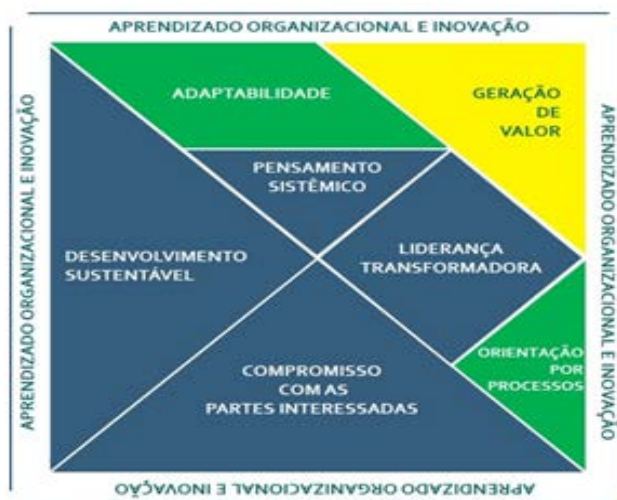 APRENDIZADO ORGANIZACIONAL E INOVAÇÃO
APRENDIZADO ORGANIZACIONAL E INOVAÇÃO
ADAPTABILIDADE
GERAÇÃO
DE
VALOR
PENSAMENTO
SISTÊMICO
DESENVOLVIMENTO
SUSTENTÁVEL
LIDERANÇA
TRANSFORMADORA
ORIENTAÇÃO
POR
PROCESSOS
COMPROMISSO
COM AS
PARTES INTERESSADAS
APRENDIZADO ORGANIZACIONAL E INOVAÇÃO
APRENDIZADO ORGANIZACIONAL E INOVAÇÃO